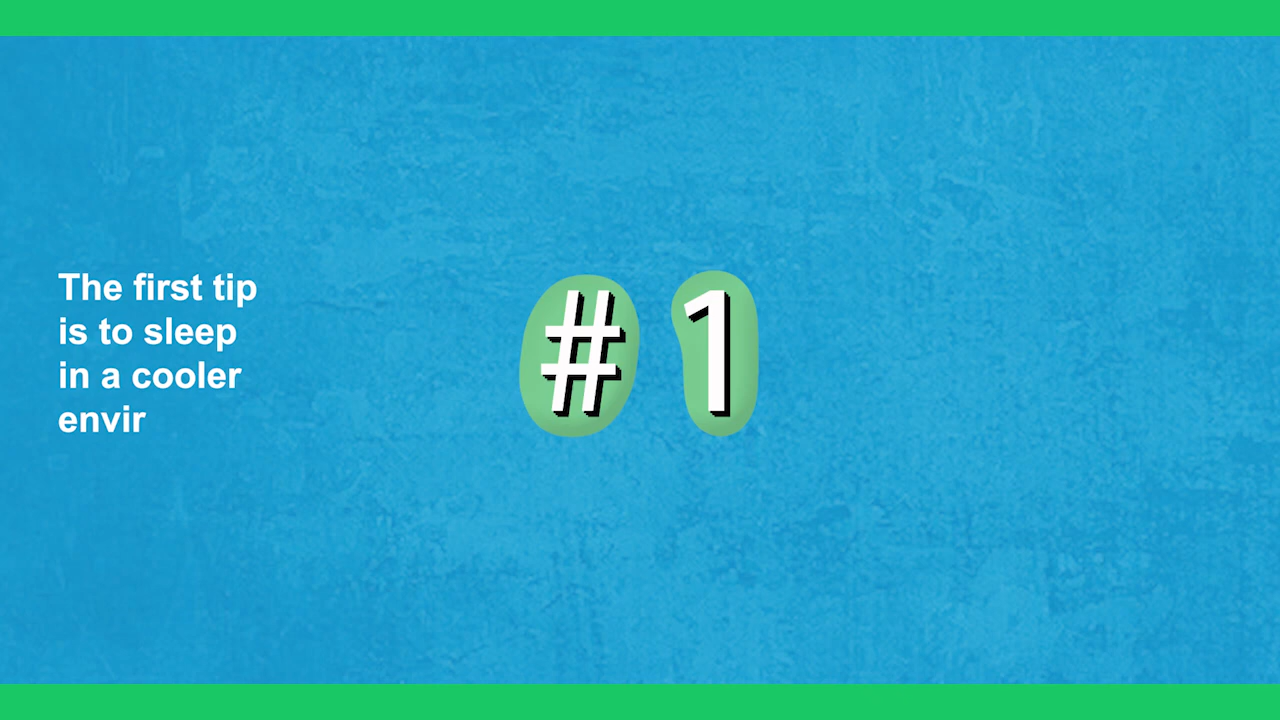 The first tip
is to sleep
in a cooler
envir
#1